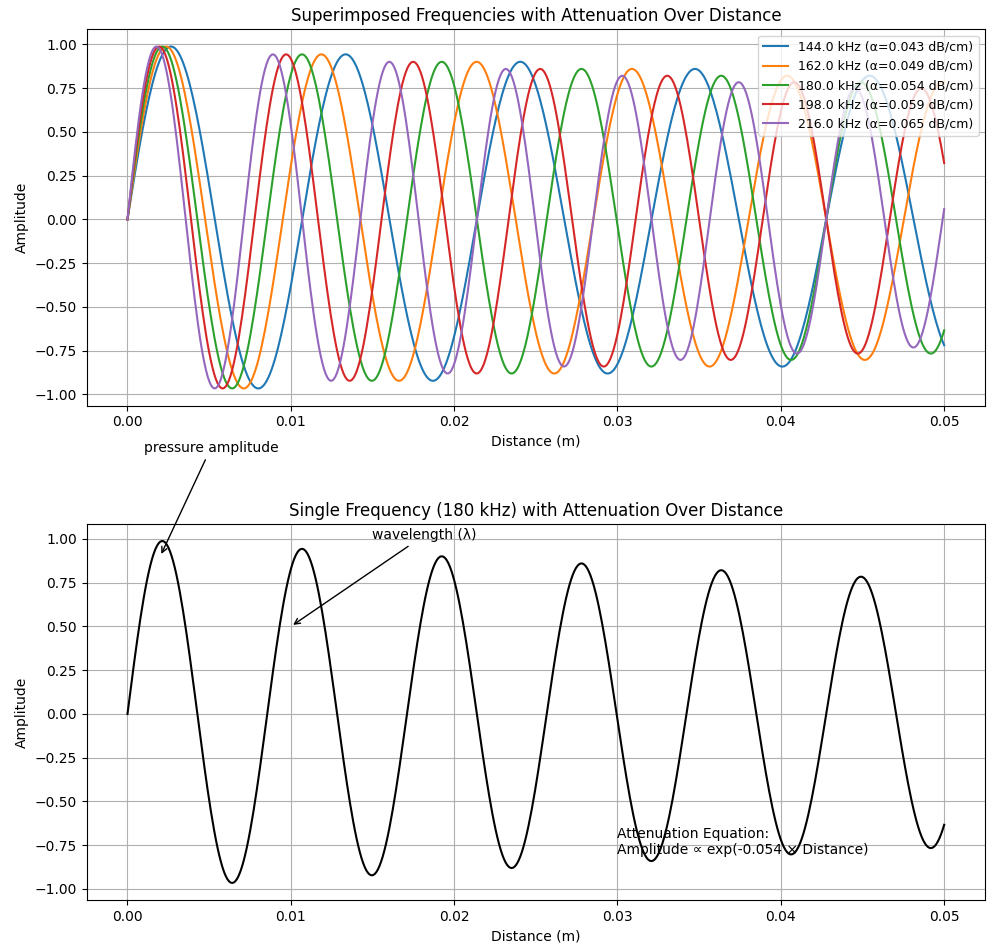 Superimposed Frequencies with Attenuation Over Distance
1.00
0.75
0.50
0.25
0.00
−0.25
−0.50
−0.75
−1.00
Amplitude
144.0 kHz (α=0.043 dB/cm)
162.0 kHz (α=0.049 dB/cm)
180.0 kHz (α=0.054 dB/cm)
198.0 kHz (α=0.059 dB/cm)
216.0 kHz (α=0.065 dB/cm)
0.00 0.01 0.02 0.03 0.04 0.05
Distance (m)
pressure amplitude
Single Frequency (180 kHz) with Attenuation Over Distance
wavelength (λ)
1.00
0.75
0.50
0.25
0.00
−0.25
−0.50
−0.75
−1.00
Amplitude
Attenuation Equation:
Amplitude ∝ exp(-0.054 × Distance)
0.00 0.01 0.02 0.03 0.04 0.05
Distance (m)